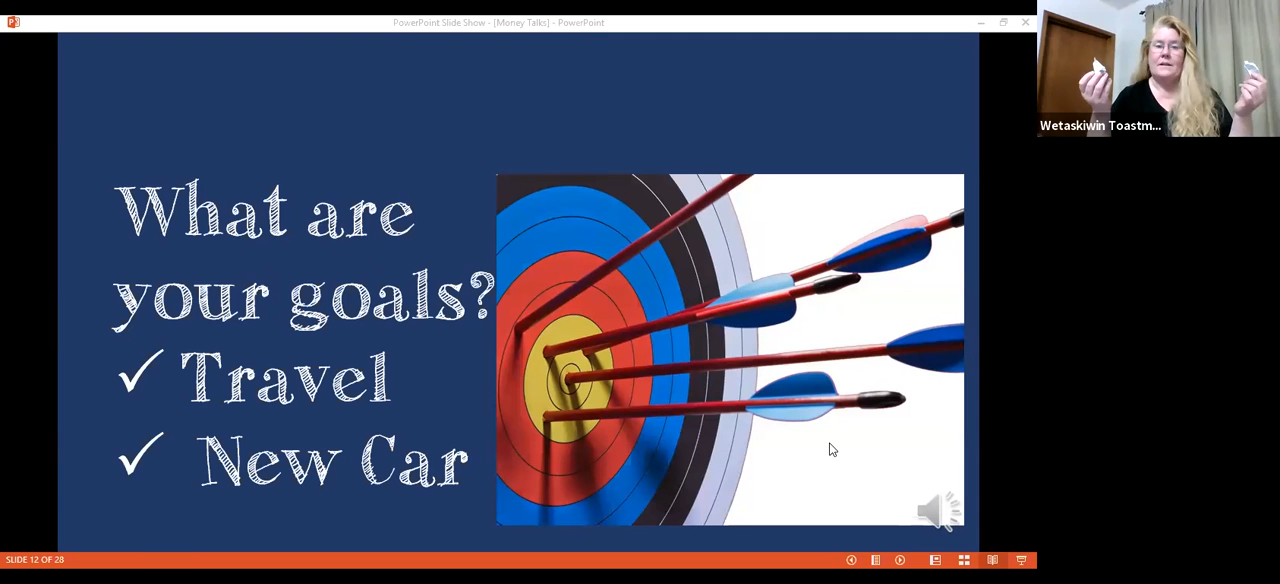 PowerPoint Slide Show - [Money Talks] - PowerPoint
Wetaskiwin Toastm...
What are
your goals?
✓ Travel
✓ New Car
SLIDE 12 OF 28